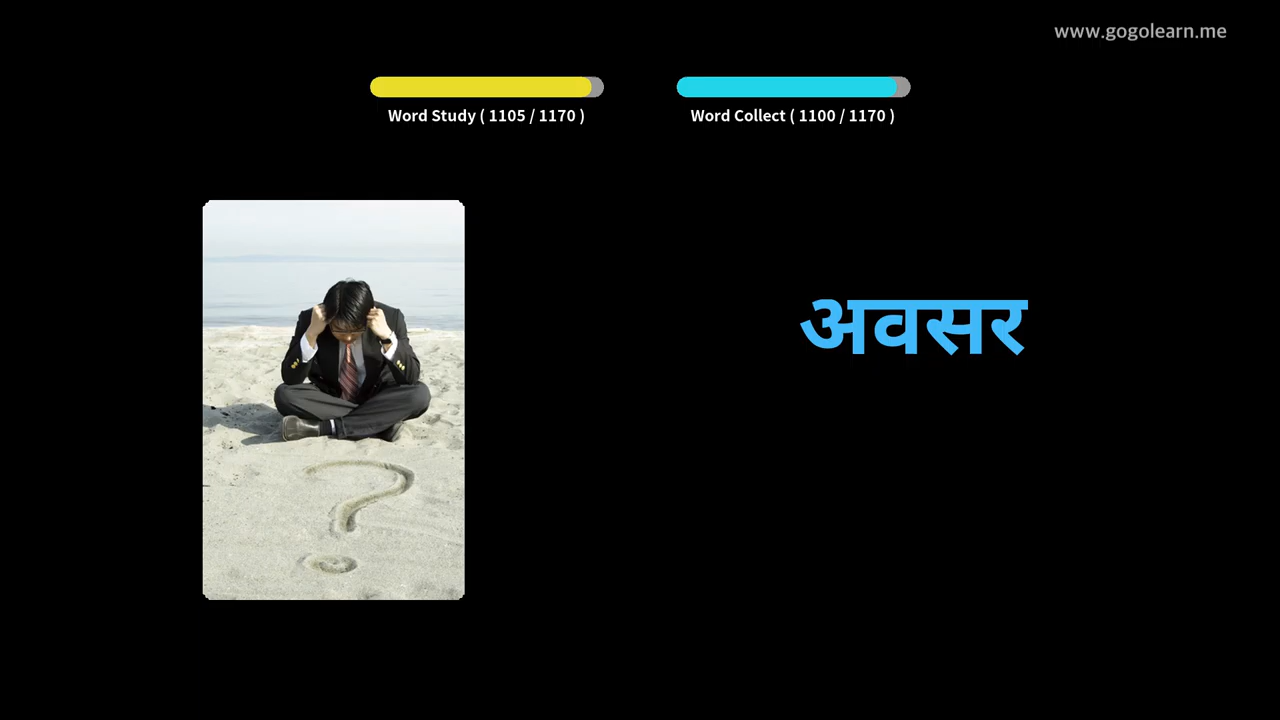 www.gogolearn.me
Word Study ( 1105 / 1170 )
Word Collect ( 1100 / 1170 )
अवसर
?